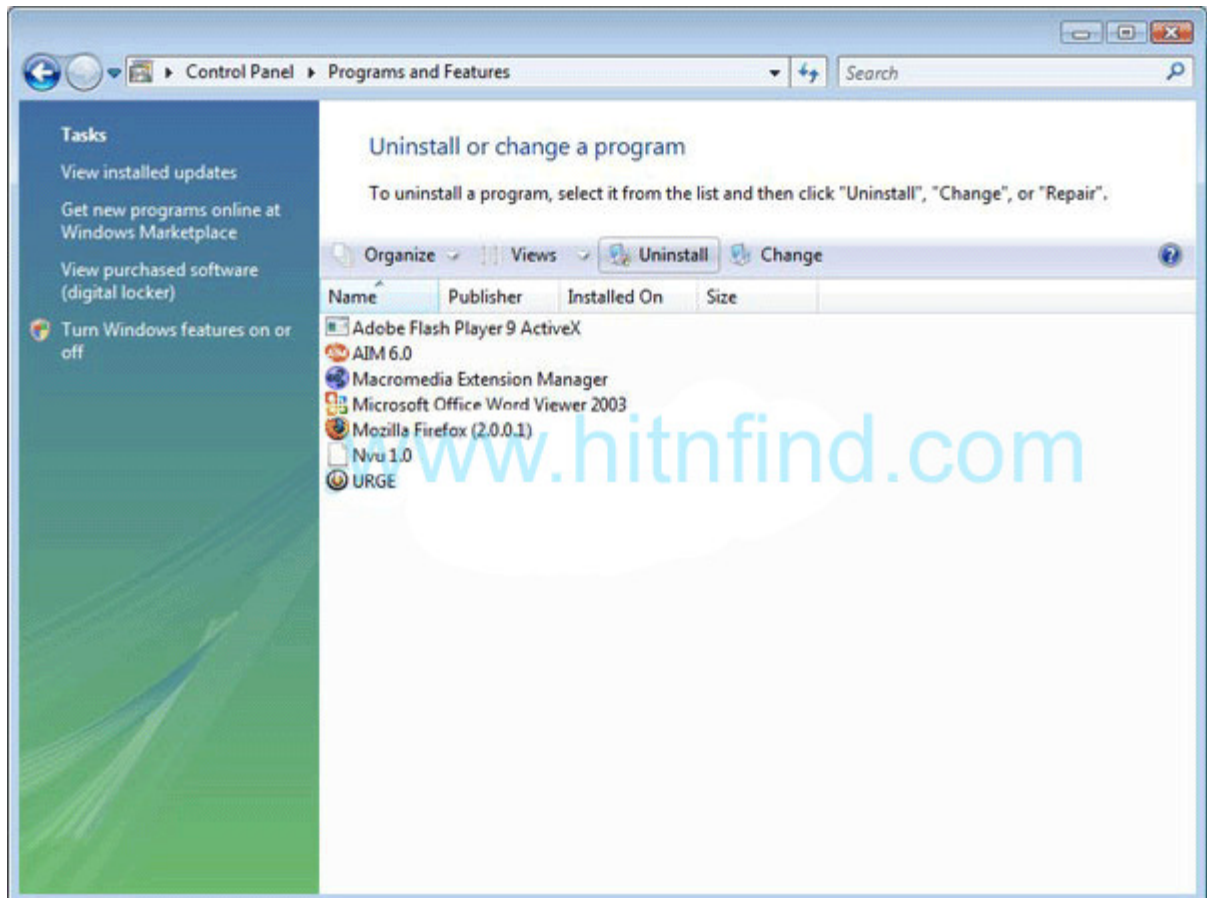 Control Panel Programs and Features
Search
Tasks
View installed updates
Get new programs online at
Windows Marketplace
View purchased software
(digital locker)
Turn Windows features on or
off
Uninstall or change a program
To uninstall a program, select it from the list and then click "Uninstall", "Change", or "Repair".
Organize Views Uninstall Change
Name Publisher Installed On Size
Adobe Flash Player 9 ActiveX
AIM 6.0
Macromedia Extension Manager
Microsoft Office Word Viewer 2003
Mozilla Firefox (2.0.0.1)
Nvu 1.0
URGE
www.hitnfind.com